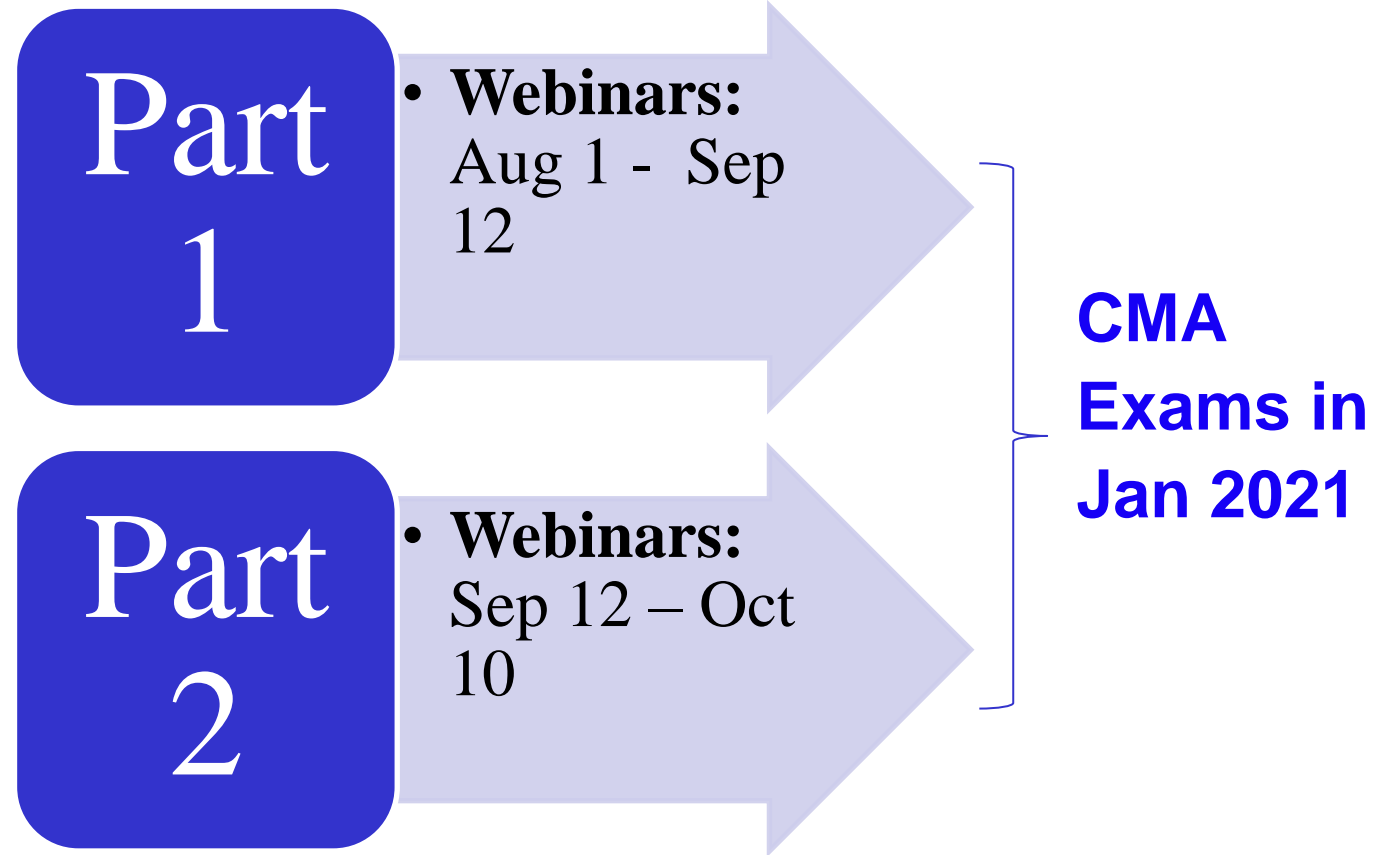 Part
1
• Webinars:
Aug 1 - Sep
12
Part
2
• Webinars:
Sep 12 – Oct
10
CMA
Exams in
Jan 2021